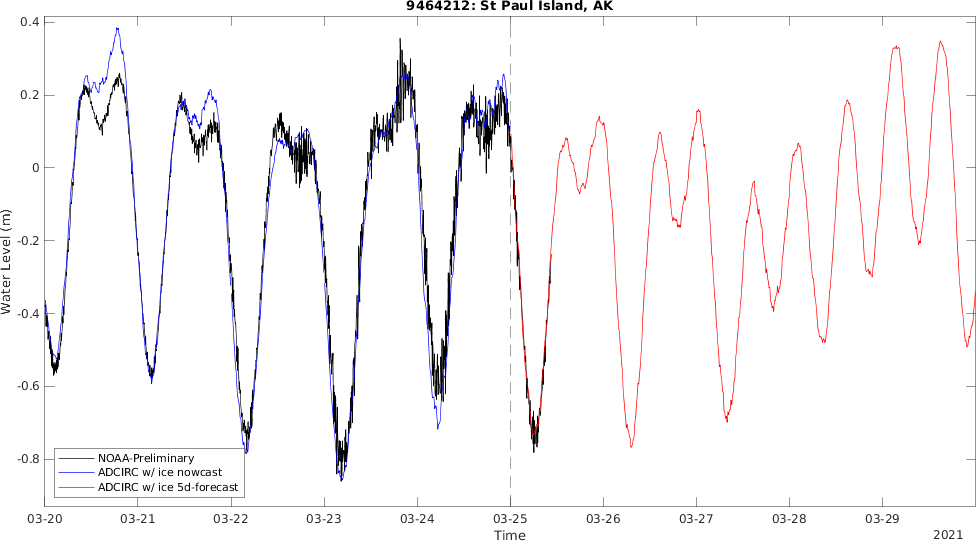 9464212: St Paul Island, AK
0.4
0.2
0
-0.2
-0.4
-0.6
-0.8
Water Level (m)
NOAA-Preliminary
ADCIRC w/ ice nowcast
ADCIRC w/ ice 5d-forecast
03-20 03-21 03-22 03-23 03-24 03-25 03-26 03-27 03-28 03-29
Time
2021